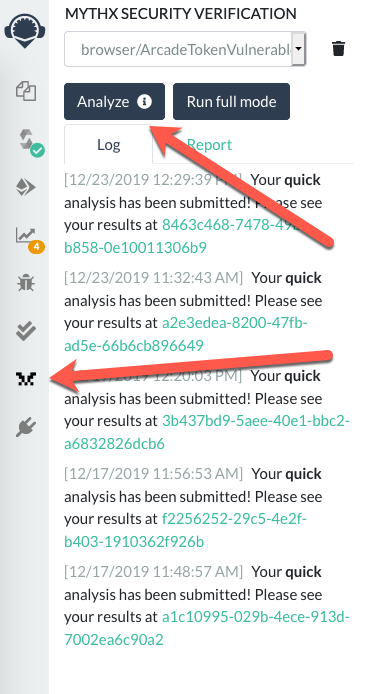 MYTHX SECURITY VERIFICATION
browser/ArcadeTokenVulnerabl
Analyze
Run full mode
Log
Report
[12/23/2019 12:29:39 Your quick
analysis has been submitted! Please see
your results at 8463c468-7478-
b858-0e10011306b9
[12/23/2019 11:32:43 AM] Your quick
analysis has been submitted! Please see
your results at a2e3edea-8200-47fb-
ad5e-66b6cb896649
4
12:20:03 PM] Your quick
analysis has been submitted! Please see
your results at 3b437bd9-5aee-40e1-bbc2-
a6832826dcb6
[12/17/2019 11:56:53 AM] Your quick
analysis has been submitted! Please see
your results at f2256252-29c5-4e2f-
b403-1910362f926b
[12/17/2019 11:48:57 AM] Your quick
analysis has been submitted! Please see
your results at a1c10995-029b-4ece-913d-
7002ea6c90a2